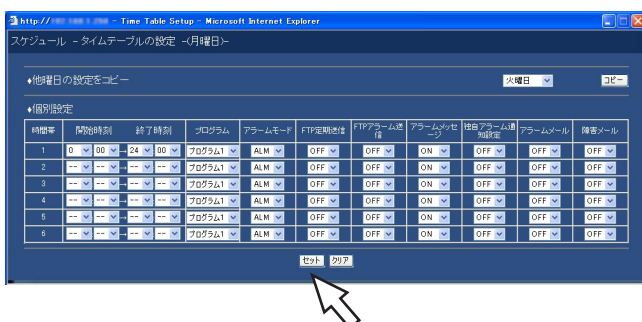 http:// - Time Table Setup - Microsoft Internet Explorer
スケジュール - タイムテーブルの設定 -(月曜日)-
♦他曜日の設定をコピー 火曜日 コピー
♦個別設定
時間帯 開始時刻 終了時刻 プログラム アラームモード FTP定期送信 FTPアラーム送信 アラームメッセージ 独自アラーム通知設定 アラームメール 障害メール
1 0 00 → 24 00 プログラム1 ALM OFF OFF ON OFF OFF OFF
2 -- -- → -- -- プログラム1 ALM OFF OFF ON OFF OFF OFF
3 -- -- → -- -- プログラム1 ALM OFF OFF ON OFF OFF OFF
4 -- -- → -- -- プログラム1 ALM OFF OFF ON OFF OFF OFF
5 -- -- → -- -- プログラム1 ALM OFF OFF ON OFF OFF OFF
6 -- -- → -- -- プログラム1 ALM OFF OFF ON OFF OFF OFF
セット クリア